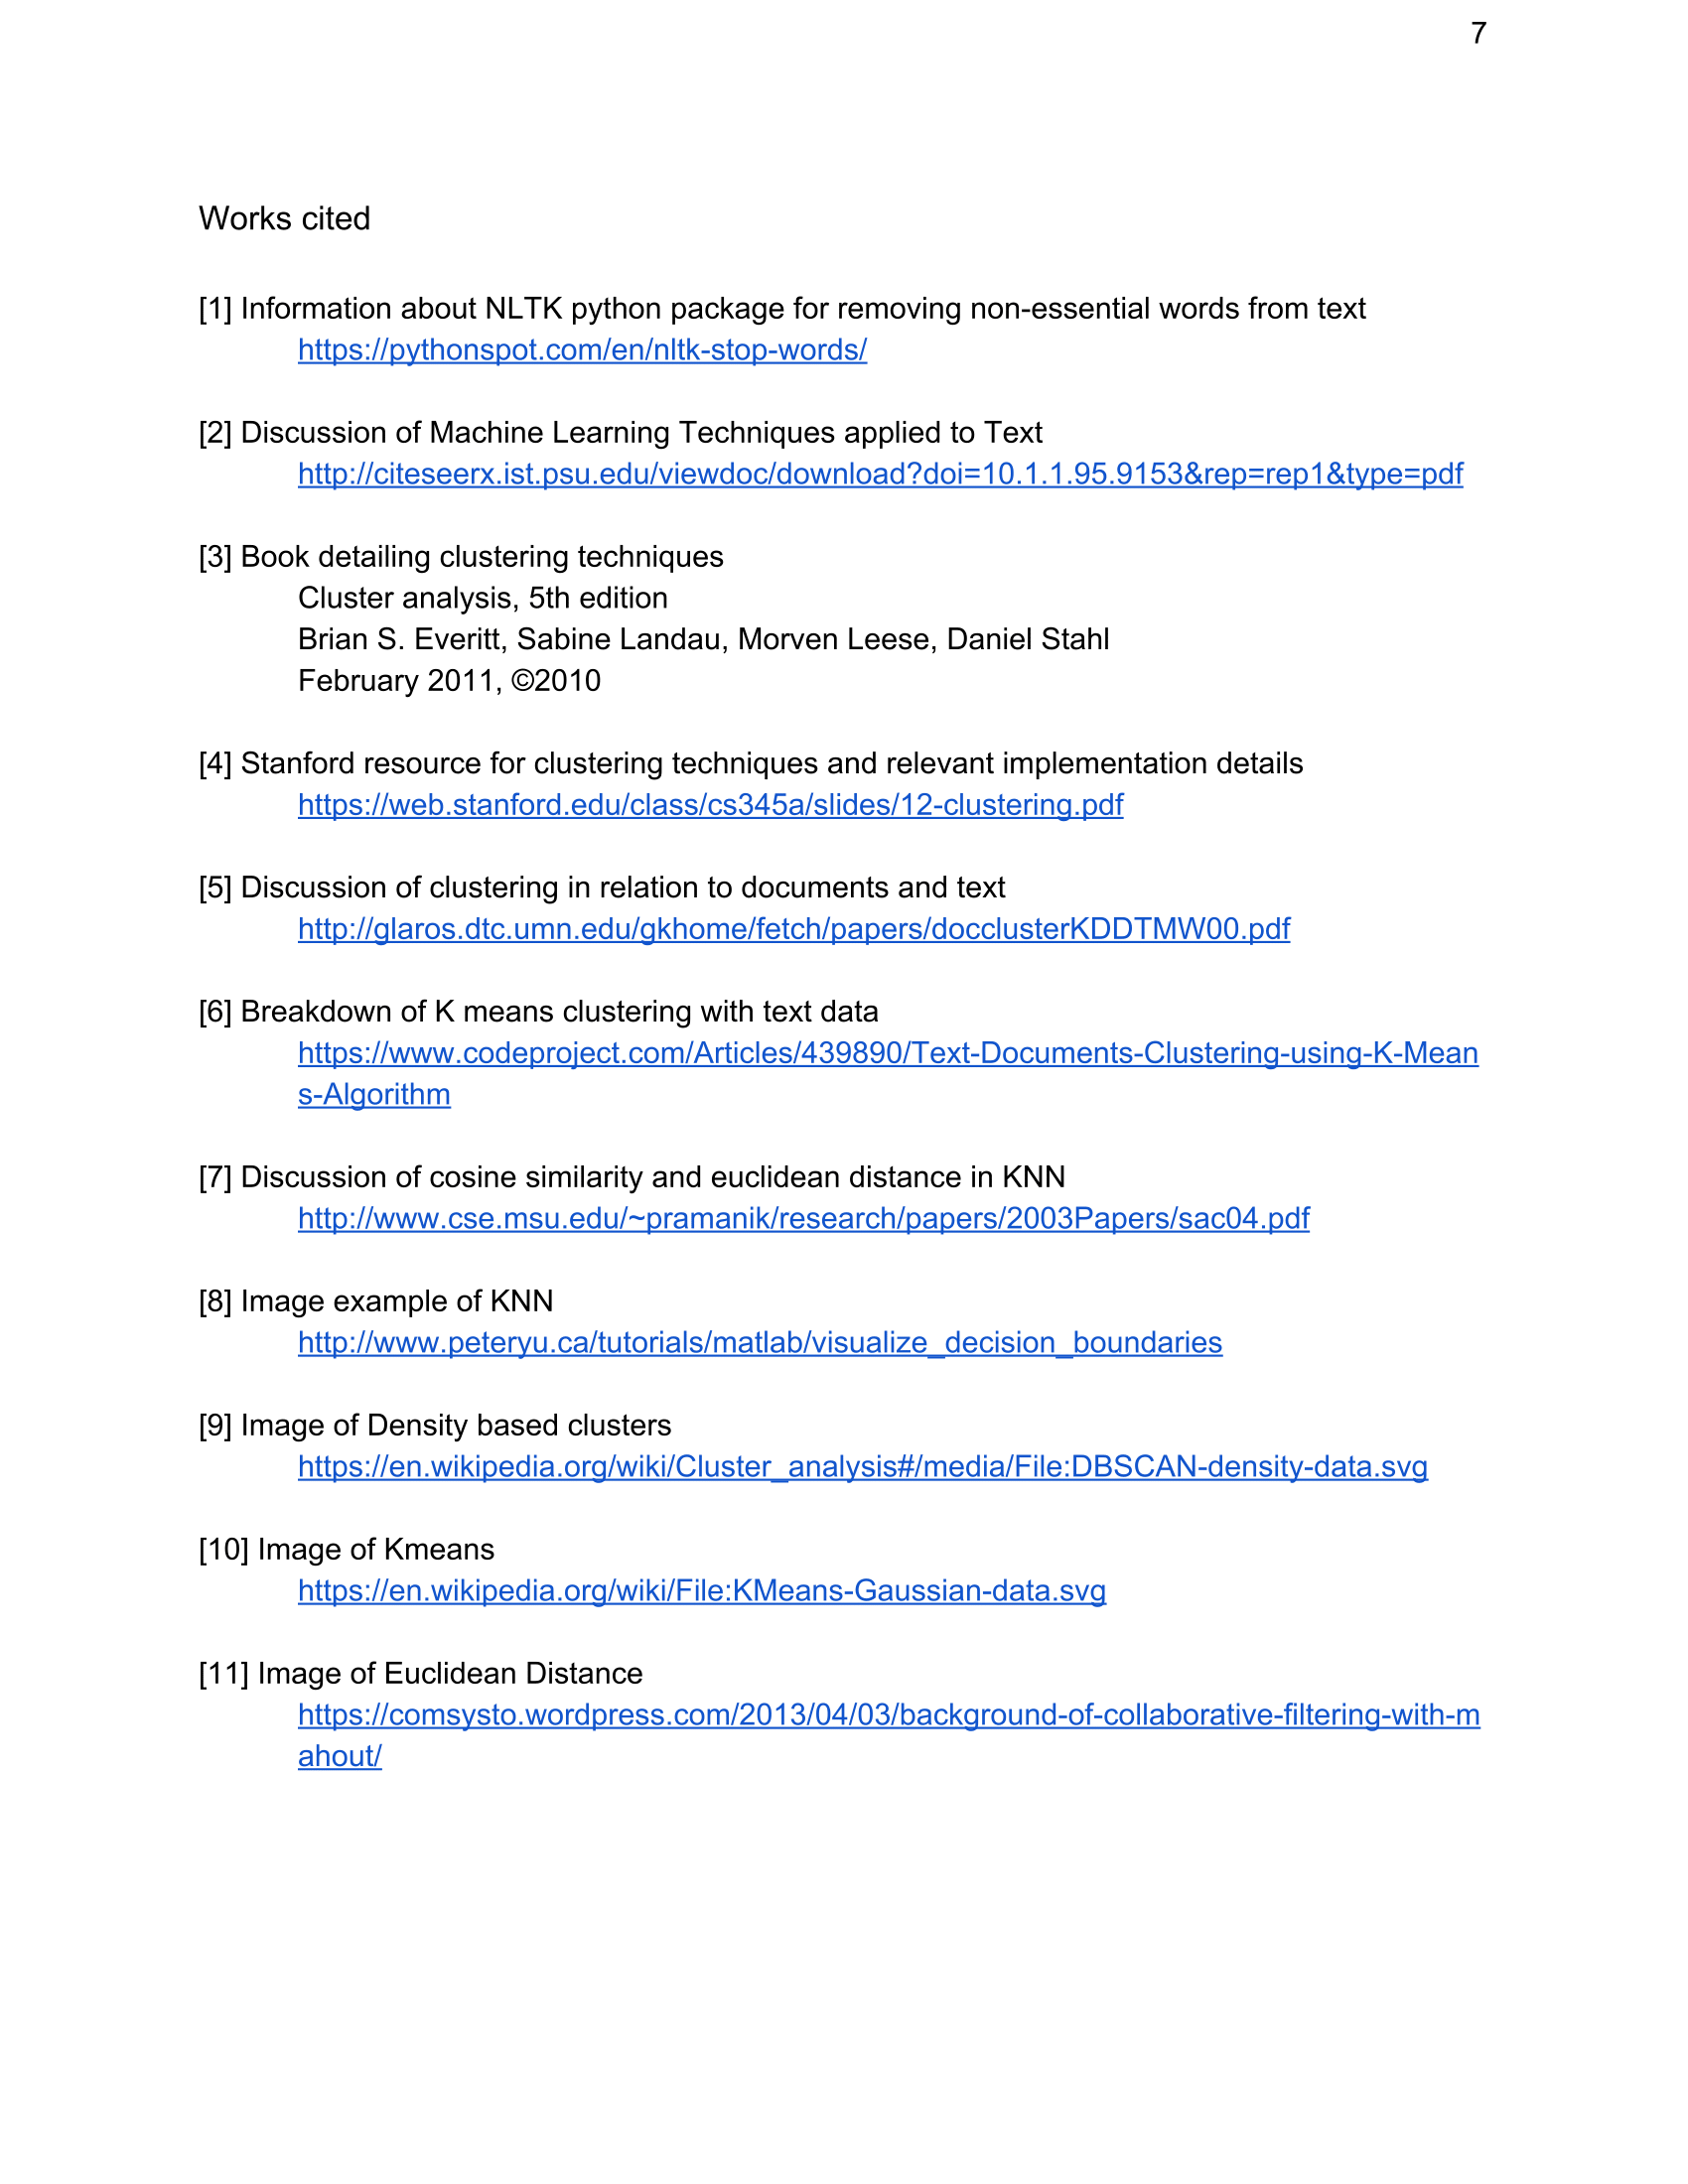 7
Works cited
[1] Information about NLTK python package for removing non-essential words from text
https://pythonspot.com/en/nltk-stop-words/
[2] Discussion of Machine Learning Techniques applied to Text
http://citeseerx.ist.psu.edu/viewdoc/download?doi=10.1.1.95.9153&rep=rep1&type=pdf
[3] Book detailing clustering techniques
Cluster analysis, 5th edition
Brian S. Everitt, Sabine Landau, Morven Leese, Daniel Stahl
February 2011, ©2010
[4] Stanford resource for clustering techniques and relevant implementation details
https://web.stanford.edu/class/cs345a/slides/12-clustering.pdf
[5] Discussion of clustering in relation to documents and text
http://glaros.dtc.umn.edu/gkhome/fetch/papers/docclusterKDDTMW00.pdf
[6] Breakdown of K means clustering with text data
https://www.codeproject.com/Articles/439890/Text-Documents-Clustering-using-K-Mean
s-Algorithm
[7] Discussion of cosine similarity and euclidean distance in KNN
http://www.cse.msu.edu/~pramanik/research/papers/2003Papers/sac04.pdf
[8] Image example of KNN
http://www.peteryu.ca/tutorials/matlab/visualize_decision_boundaries
[9] Image of Density based clusters
https://en.wikipedia.org/wiki/Cluster_analysis#/media/File:DBSCAN-density-data.svg
[10] Image of Kmeans
https://en.wikipedia.org/wiki/File:KMeans-Gaussian-data.svg
[11] Image of Euclidean Distance
https://comsysto.wordpress.com/2013/04/03/background-of-collaborative-filtering-with-m
ahout/